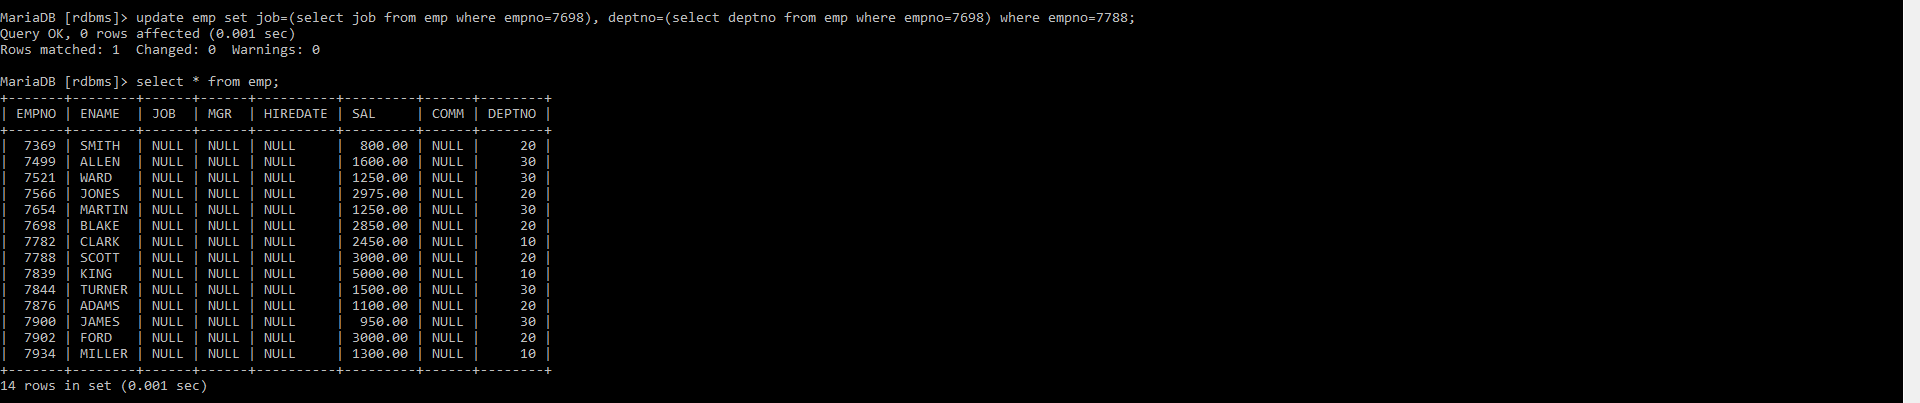 MariaDB [rdbms]> update emp set job=(select job from emp where empno=7698), deptno=(select deptno from emp where empno=7698) where empno=7788;
Query OK, 0 rows affected (0.001 sec)
Rows matched: 1  Changed: 0  Warnings: 0

MariaDB [rdbms]> select * from emp;
+-------+--------+------+------+----------+---------+------+--------+
| EMPNO | ENAME  | JOB  | MGR  | HIREDATE | SAL     | COMM | DEPTNO |
+-------+--------+------+------+----------+---------+------+--------+
|  7369 | SMITH  | NULL | NULL | NULL     |  800.00 | NULL |     20 |
|  7499 | ALLEN  | NULL | NULL | NULL     | 1600.00 | NULL |     30 |
|  7521 | WARD   | NULL | NULL | NULL     | 1250.00 | NULL |     30 |
|  7566 | JONES  | NULL | NULL | NULL     | 2975.00 | NULL |     20 |
|  7654 | MARTIN | NULL | NULL | NULL     | 1250.00 | NULL |     30 |
|  7698 | BLAKE  | NULL | NULL | NULL     | 2850.00 | NULL |     20 |
|  7782 | CLARK  | NULL | NULL | NULL     | 2450.00 | NULL |     10 |
|  7788 | SCOTT  | NULL | NULL | NULL     | 3000.00 | NULL |     20 |
|  7839 | KING   | NULL | NULL | NULL     | 5000.00 | NULL |     10 |
|  7844 | TURNER | NULL | NULL | NULL     | 1500.00 | NULL |     30 |
|  7876 | ADAMS  | NULL | NULL | NULL     | 1100.00 | NULL |     20 |
|  7900 | JAMES  | NULL | NULL | NULL     |  950.00 | NULL |     30 |
|  7902 | FORD   | NULL | NULL | NULL     | 3000.00 | NULL |     20 |
|  7934 | MILLER | NULL | NULL | NULL     | 1300.00 | NULL |     10 |
+-------+--------+------+------+----------+---------+------+--------+
14 rows in set (0.001 sec)